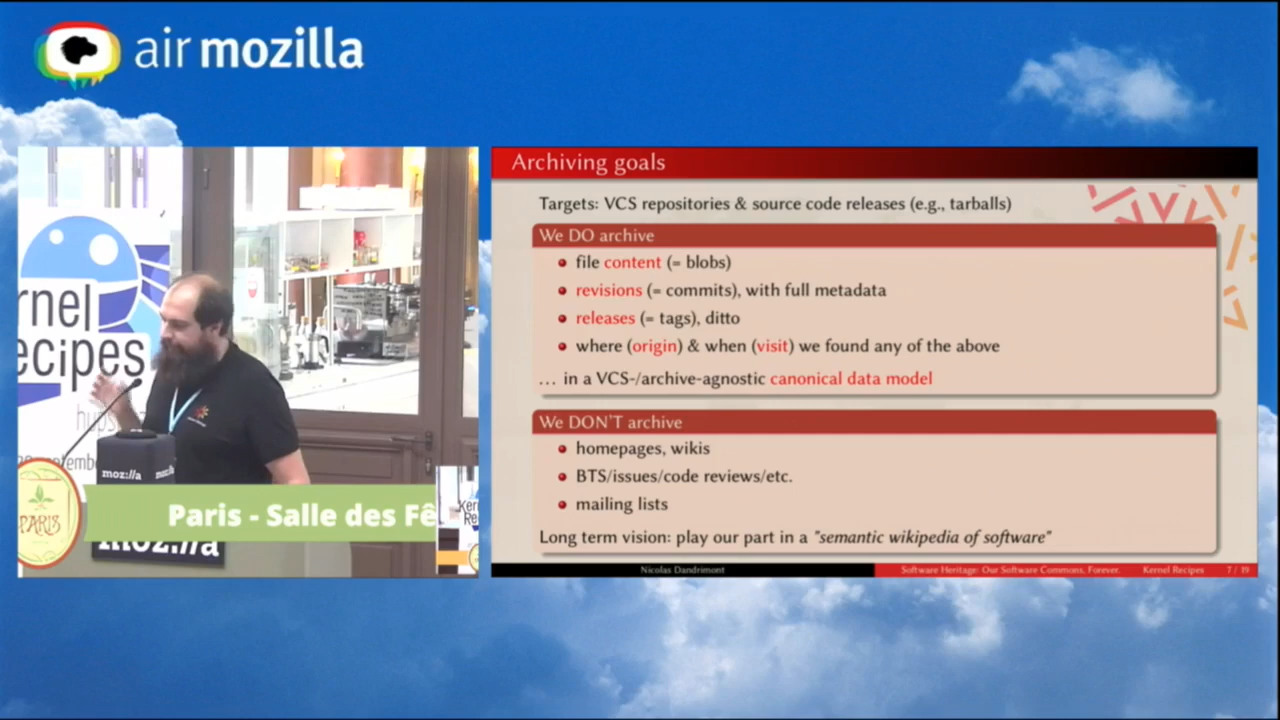 air mozilla
rnel
ecipes
hups
moz://a
moz://a
PARIS
Paris - Salle des Fê
moz://a
Archiving goals
Targets: VCS repositories & source code releases (e.g., tarballs)
We DO archive
file content (= blobs)
revisions (= commits), with full metadata
releases (= tags), ditto
where (origin) & when (visit) we found any of the above
… in a VCS-/archive-agnostic canonical data model
We DON'T archive
homepages, wikis
BTS/issues/code reviews/etc.
mailing lists
Long term vision: play our part in a "semantic wikipedia of software"
Nicolas Dandrimont
Software Heritage: Our Software Commons, Forever.
Kernel Recipes
7 / 19